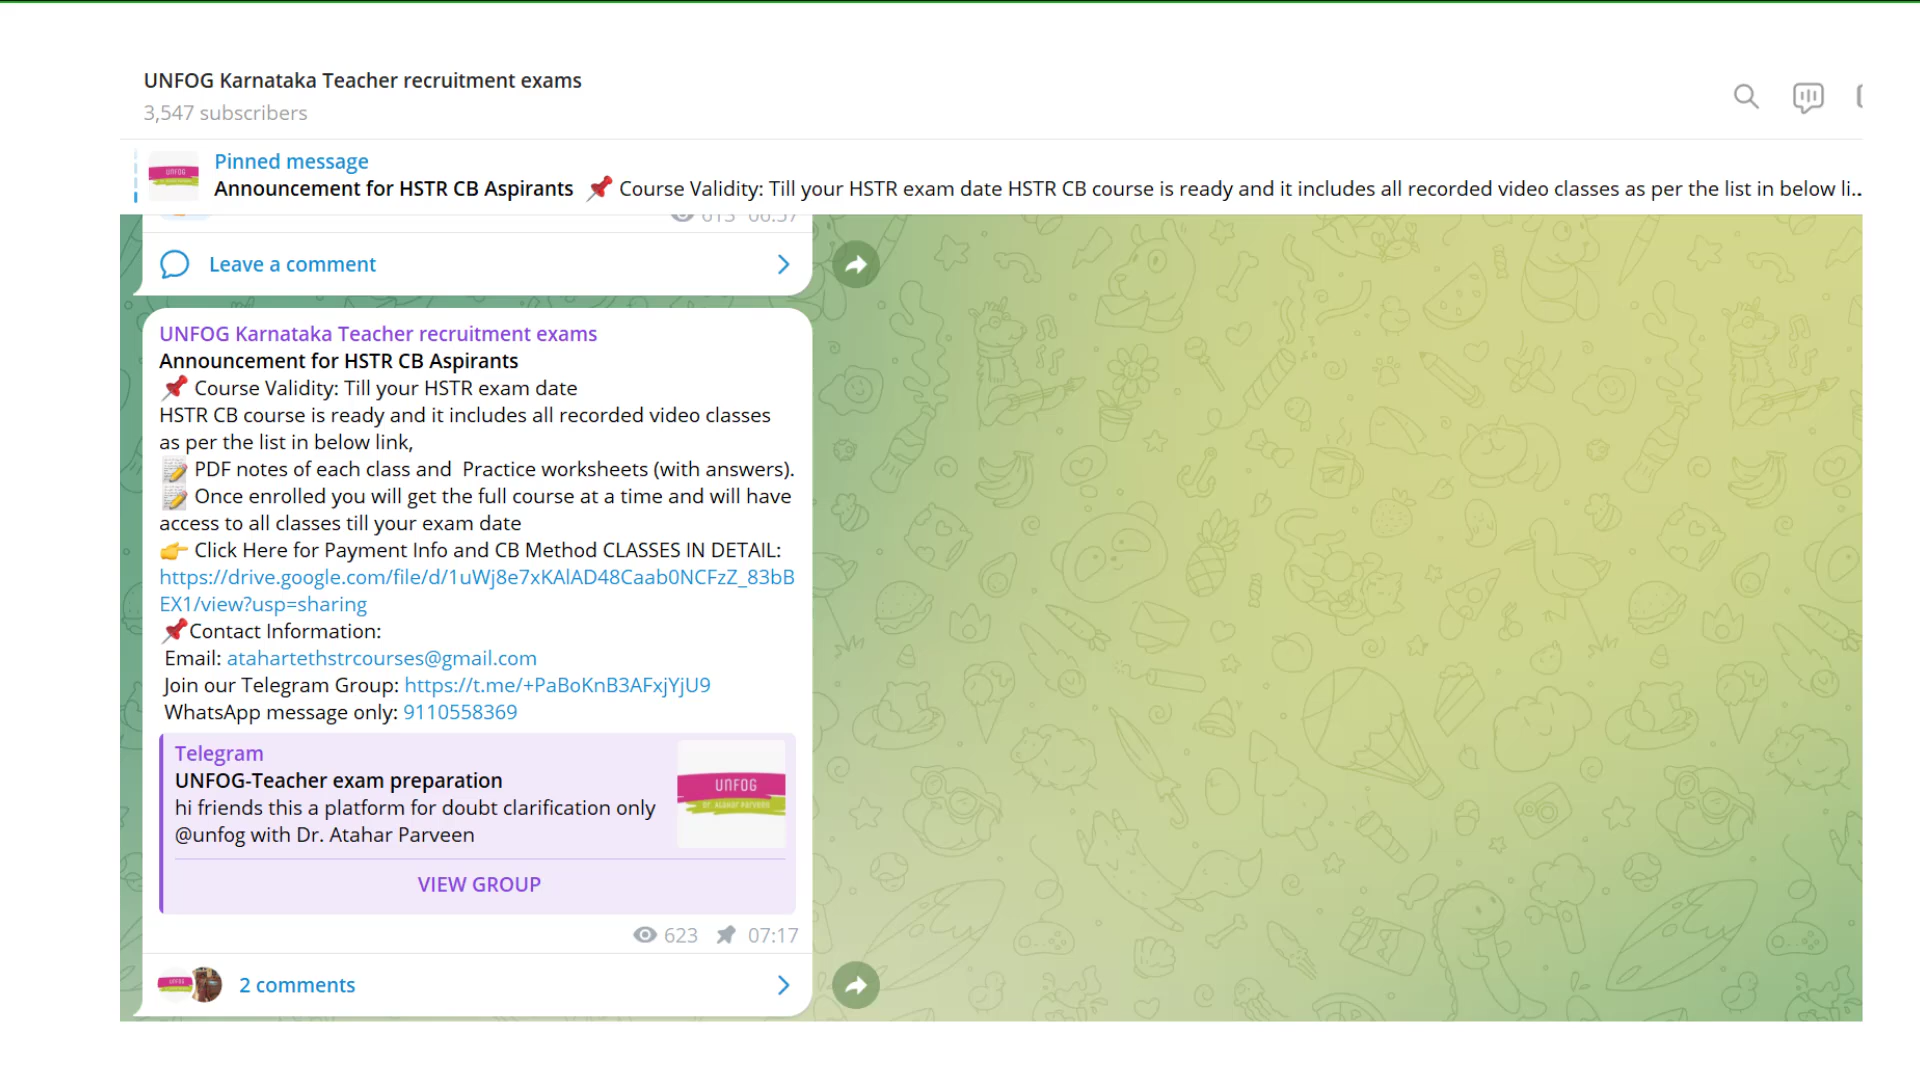 UNFOG Karnataka Teacher recruitment exams
3,547 subscribers
Pinned message
Announcement for HSTR CB Aspirants 📌 Course Validity: Till your HSTR exam date HSTR CB course is ready and it includes all recorded video classes as per the list in below li..
Leave a comment
UNFOG Karnataka Teacher recruitment exams
Announcement for HSTR CB Aspirants
📌 Course Validity: Till your HSTR exam date
HSTR CB course is ready and it includes all recorded video classes
as per the list in below link,
📝 PDF notes of each class and  Practice worksheets (with answers).
📝 Once enrolled you will get the full course at a time and will have
access to all classes till your exam date
👉 Click Here for Payment Info and CB Method CLASSES IN DETAIL:
https://drive.google.com/file/d/1uWj8e7xKAlAD48Caab0NCFzZ_83bB
EX1/view?usp=sharing
📌Contact Information:
Email: atahartethstrcourses@gmail.com
Join our Telegram Group: https://t.me/+PaBoKnB3AFxjYjU9
WhatsApp message only: 9110558369
Telegram
UNFOG-Teacher exam preparation
hi friends this a platform for doubt clarification only
@unfog with Dr. Atahar Parveen
UNFOG
Dr. Atahar Parveen
VIEW GROUP
623 07:17
2 comments